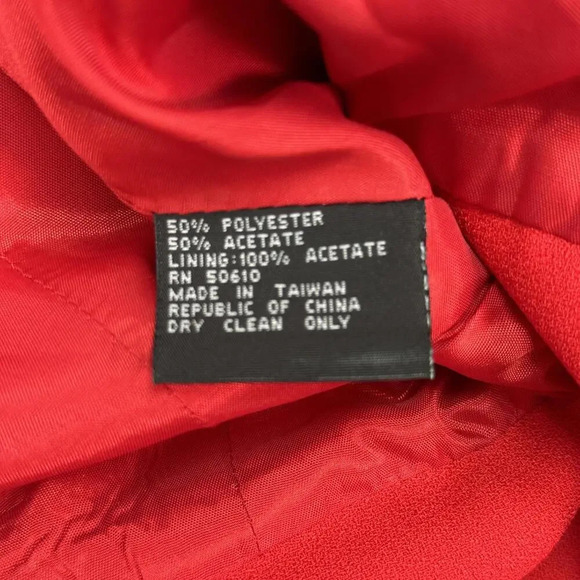 50% POLYESTER
50% ACETATE
LINING:100% ACETATE
RN 50610
MADE IN TAIWAN
REPUBLIC OF CHINA
DRY CLEAN ONLY